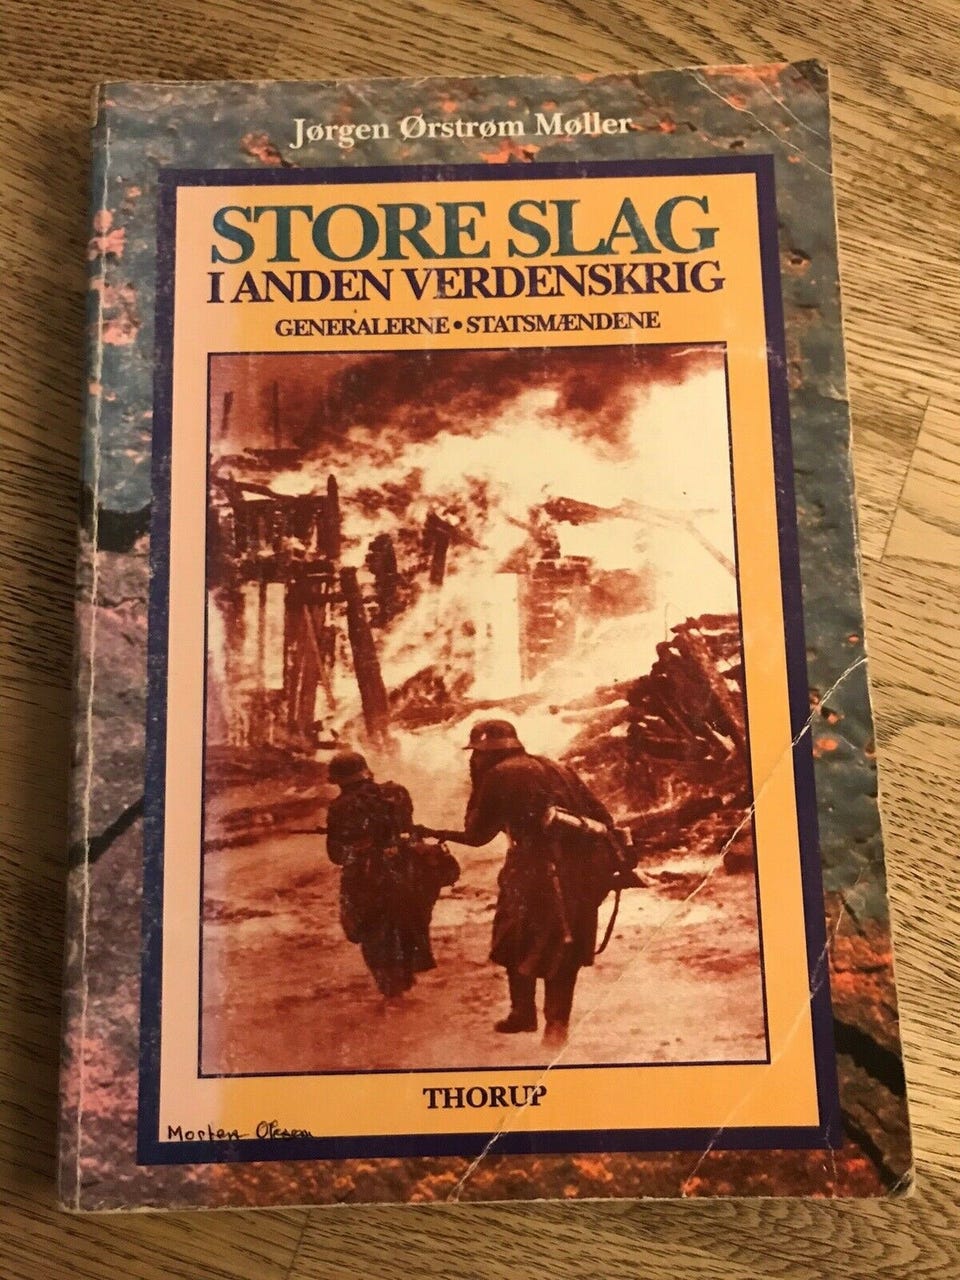 Jørgen Ørstrøm Møller
STORE SLAG
I ANDEN VERDENSKRIG
GENERALERNE • STATSMÆNDENE
THORUP
Morten Olesen